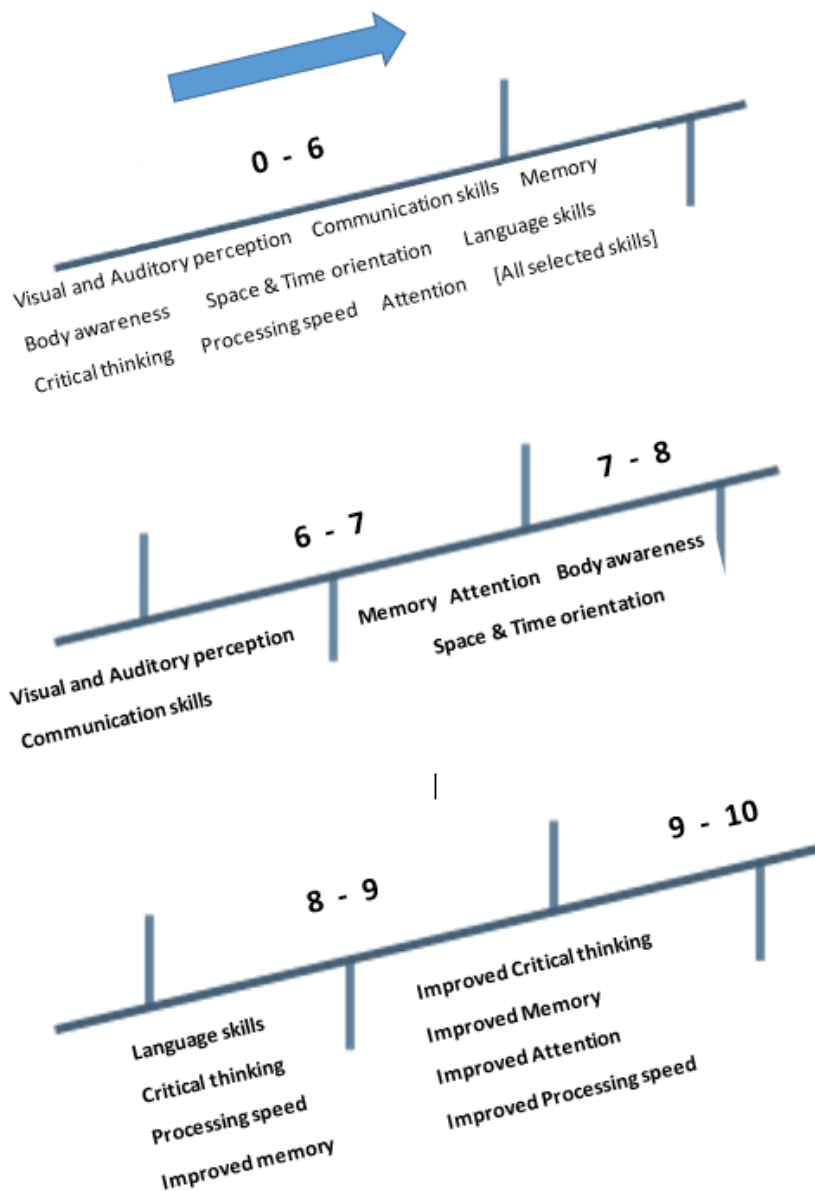 0 - 6
Visual and Auditory perception Communication skills Memory
Body awareness Space & Time orientation Language skills
Critical thinking Processing speed Attention [All selected skills]
6 - 7
7 - 8
Visual and Auditory perception
Communication skills
Memory Attention Body awareness
Space & Time orientation
8 - 9
9 - 10
Language skills
Critical thinking
Processing speed
Improved memory
Improved Critical thinking
Improved Memory
Improved Attention
Improved Processing speed